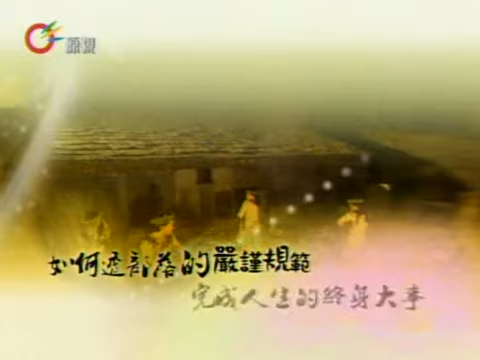 原視
如何透部落的嚴謹規範
完成人生的終身大事